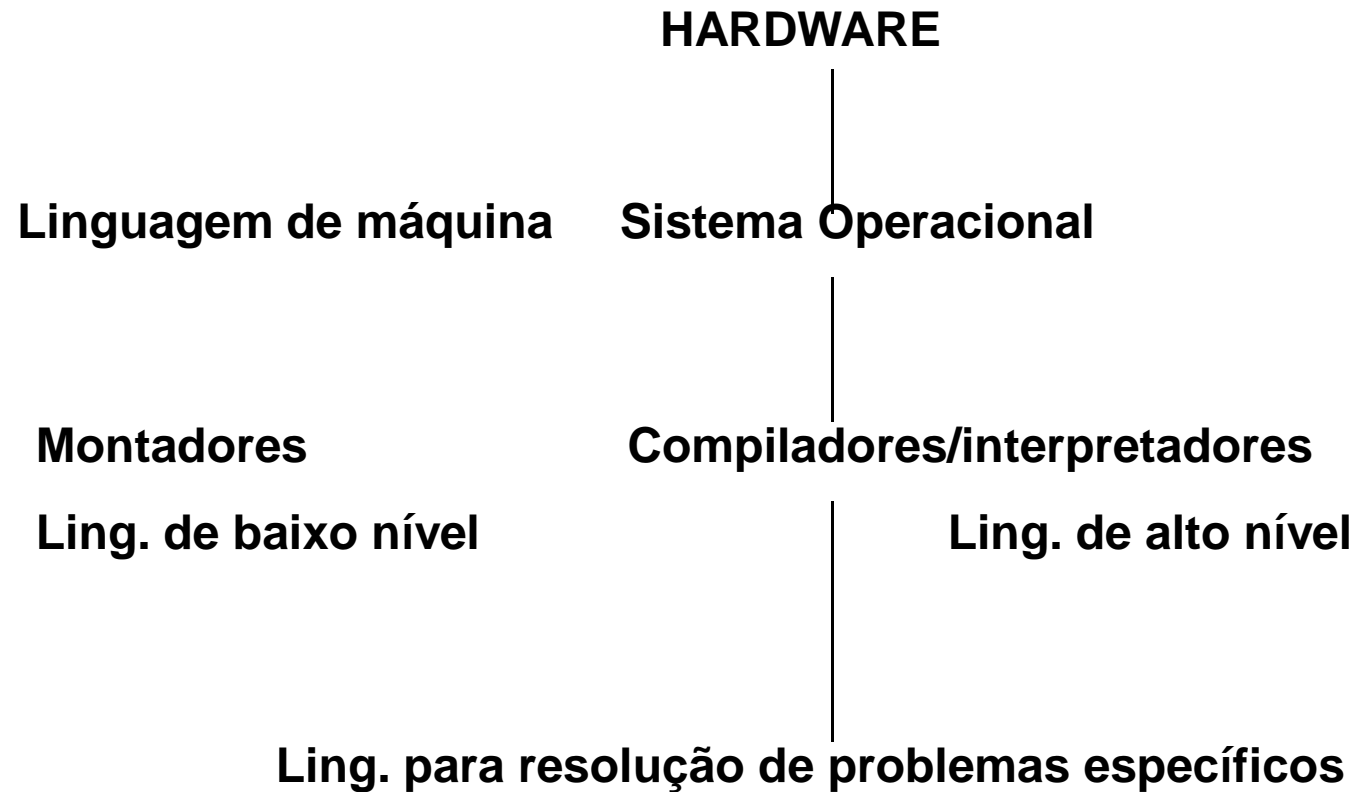 HARDWARE
Linguagem de máquina Sistema Operacional
Montadores Compiladores/interpretadores
Ling. de baixo nível Ling. de alto nível
Ling. para resolução de problemas específicos